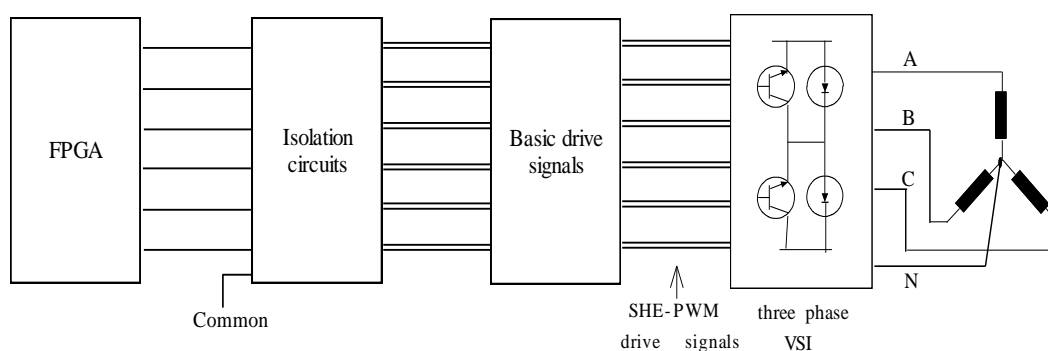 FPGA
Isolation
circuits
Basic drive
signals
A
B
C
N
Common
SHE-PWM
drive signals
three phase
VSI